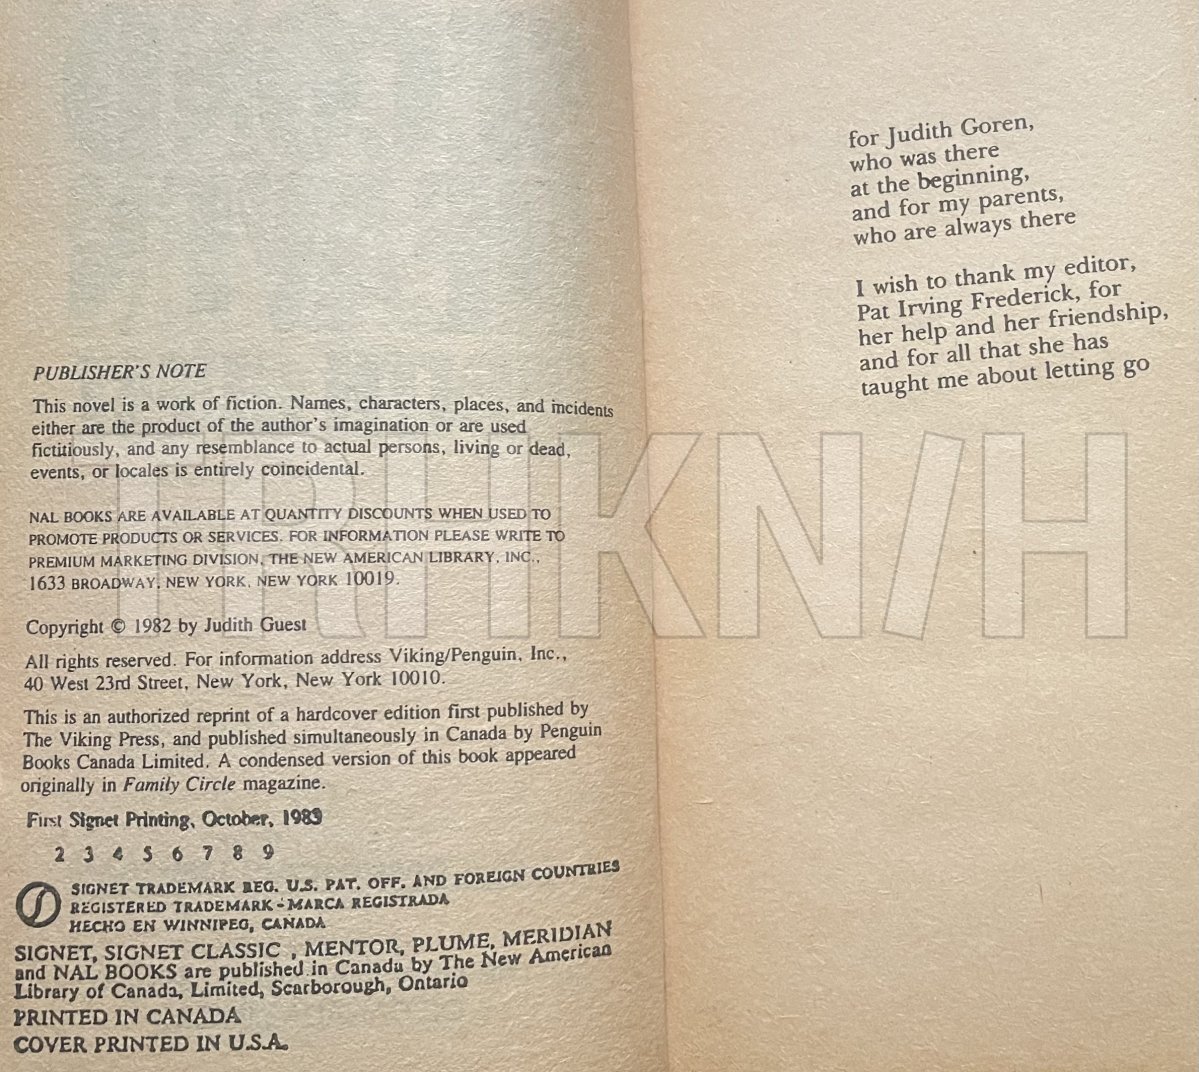 PUBLISHER'S NOTE
This novel is a work of fiction. Names, characters, places, and incidents
either are the product of the author's imagination or are used
fictitiously, and any resemblance to actual persons, living or dead,
events, or locales is entirely coincidental.
NAL BOOKS ARE AVAILABLE AT QUANTITY DISCOUNTS WHEN USED TO
PROMOTE PRODUCTS OR SERVICES. FOR INFORMATION PLEASE WRITE TO
PREMIUM MARKETING DIVISION, THE NEW AMERICAN LIBRARY, INC.,
1633 BROADWAY, NEW YORK, NEW YORK 10019.
Copyright © 1982 by Judith Guest
All rights reserved. For information address Viking/Penguin, Inc.,
40 West 23rd Street, New York, New York 10010.
This is an authorized reprint of a hardcover edition first published by
The Viking Press, and published simultaneously in Canada by Penguin
Books Canada Limited. A condensed version of this book appeared
originally in Family Circle magazine.
First Signet Printing, October, 1983
2 3 4 5 6 7 8 9
SIGNET TRADEMARK REG. U.S. PAT. OFF. AND FOREIGN COUNTRIES
REGISTERED TRADEMARK - MARCA REGISTRADA
HECHO EN WINNIPEG, CANADA
SIGNET, SIGNET CLASSIC , MENTOR, PLUME, MERIDIAN
and NAL BOOKS are published in Canada by The New American
Library of Canada, Limited, Scarborough, Ontario
PRINTED IN CANADA
COVER PRINTED IN U.S.A.
for Judith Goren,
who was there
at the beginning,
and for my parents,
who are always there
I wish to thank my editor,
Pat Irving Frederick, for
her help and her friendship,
and for all that she has
taught me about letting go
TRHKN/H